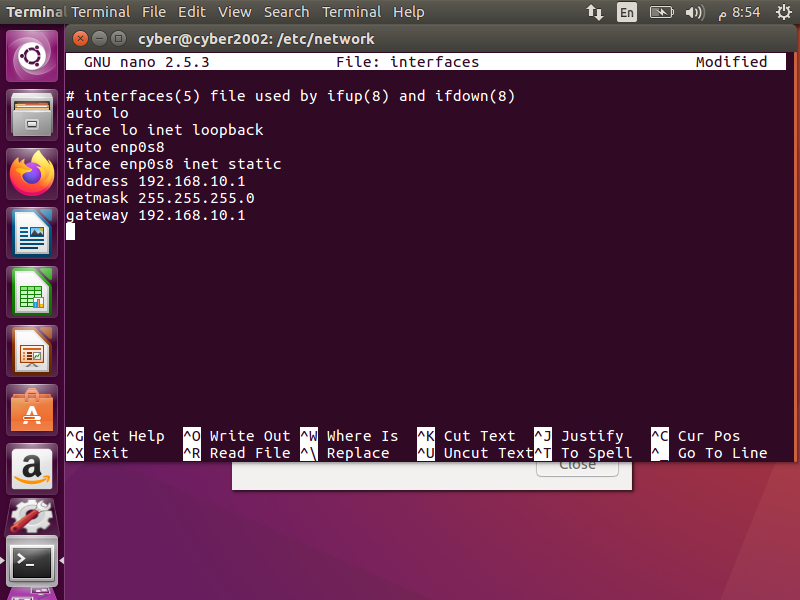 Terminal Terminal File Edit View Search Terminal Help En 8:54 م
cyber@cyber2002: /etc/network
GNU nano 2.5.3 File: interfaces Modified
# interfaces(5) file used by ifup(8) and ifdown(8)
auto lo
iface lo inet loopback
auto enp0s8
iface enp0s8 inet static
address 192.168.10.1
netmask 255.255.255.0
gateway 192.168.10.1
^G Get Help ^O Write Out ^W Where Is ^K Cut Text ^J Justify ^C Cur Pos
^X Exit ^R Read File ^\ Replace ^U Uncut Text ^T To Spell ^_ Go To Line
Close